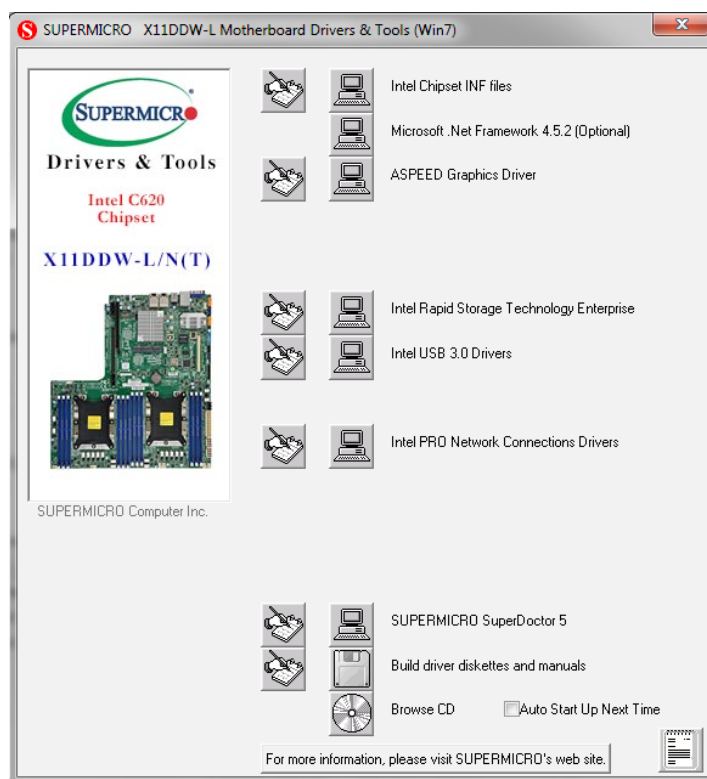 SUPERMICRO X11DDW-L Motherboard Drivers & Tools (Win7)
SUPERMICRO
Drivers & Tools
Intel C620
Chipset
X11DDW-L/N(T)
SUPERMICRO Computer Inc.
Intel Chipset INF files
Microsoft .Net Framework 4.5.2 (Optional)
ASPEED Graphics Driver
Intel Rapid Storage Technology Enterprise
Intel USB 3.0 Drivers
Intel PRO Network Connections Drivers
SUPERMICRO SuperDoctor 5
Build driver diskettes and manuals
Browse CD Auto Start Up Next Time
For more information, please visit SUPERMICRO's web site.